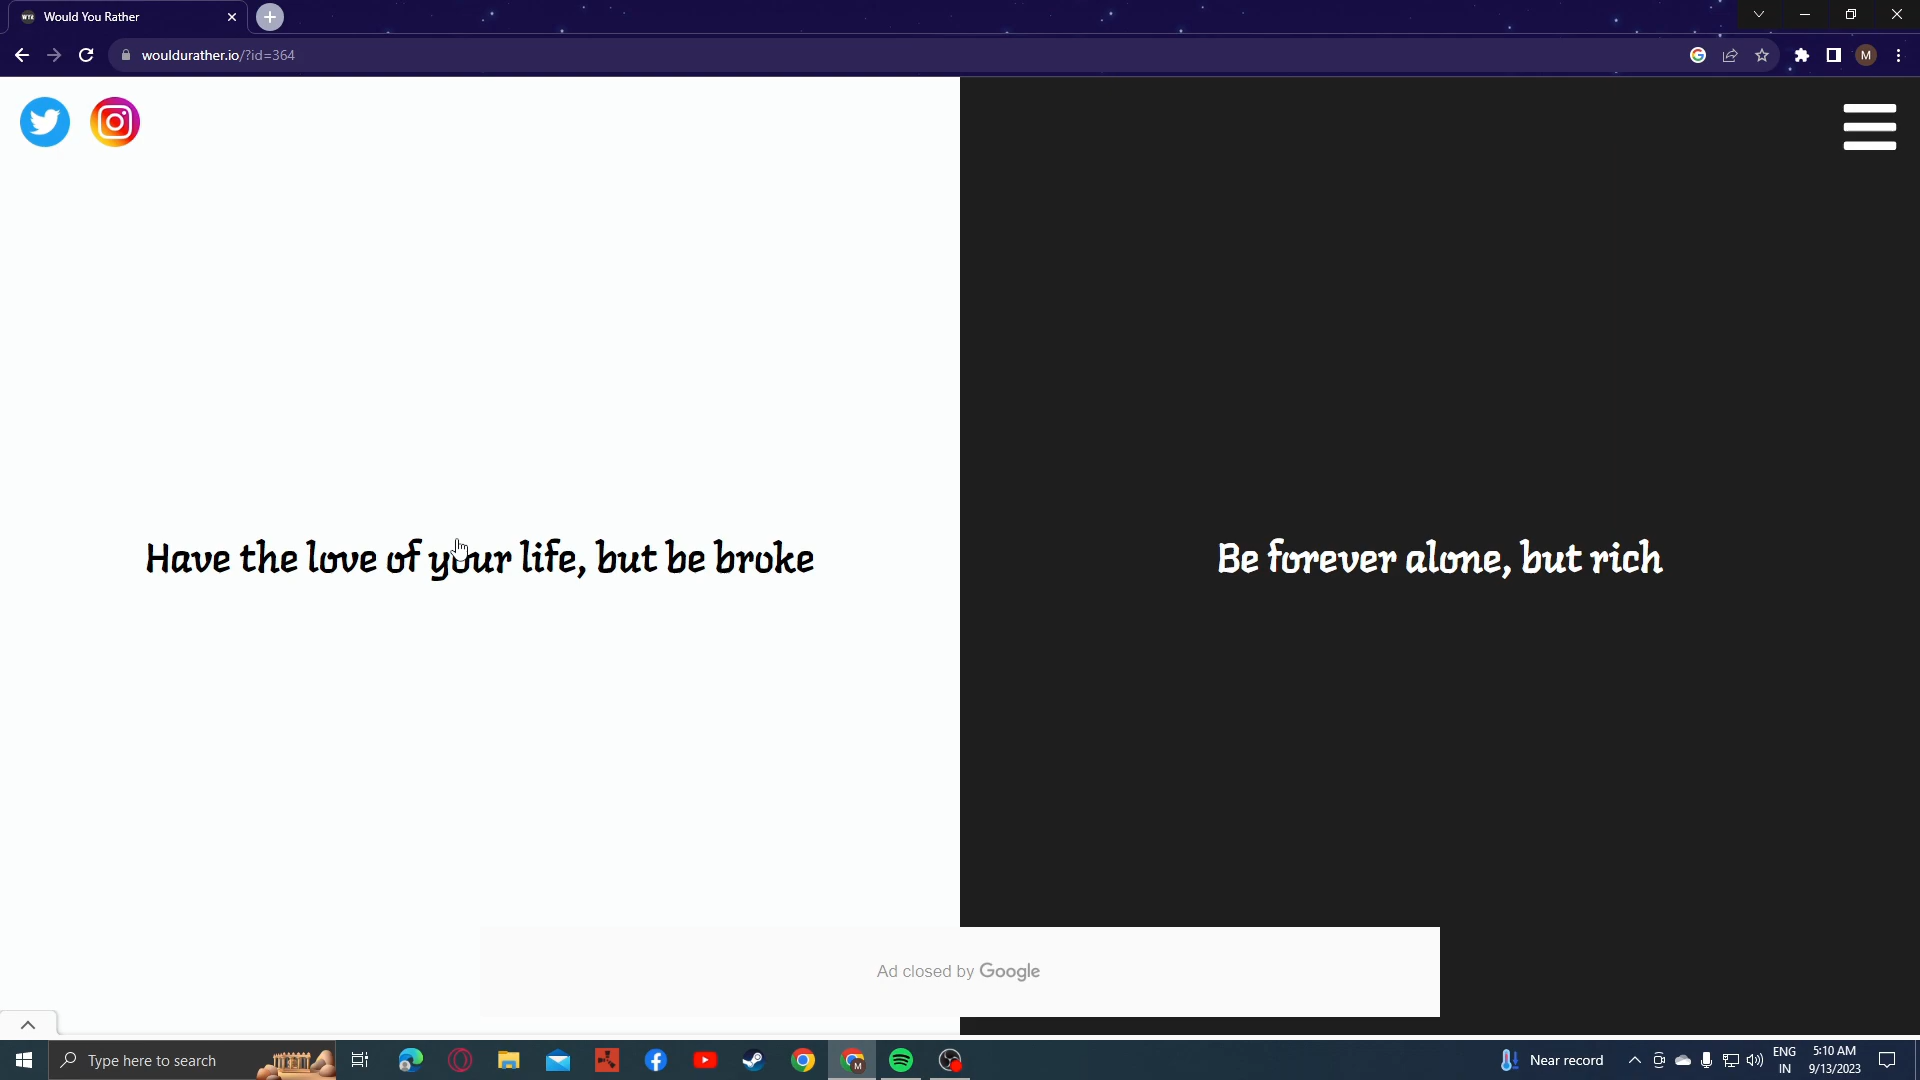 Would You Rather
wouldurather.io/?id=364
M
Have the love of your life, but be broke
Be forever alone, but rich
Ad closed by Google
Type here to search
M
Near record
ENG
IN
5:10 AM
9/13/2023